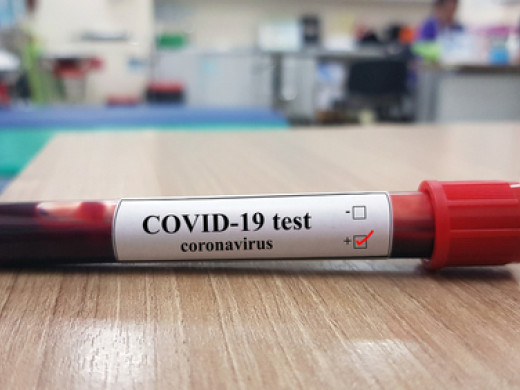 COVID-19 test
coronavirus
-☐
+☑